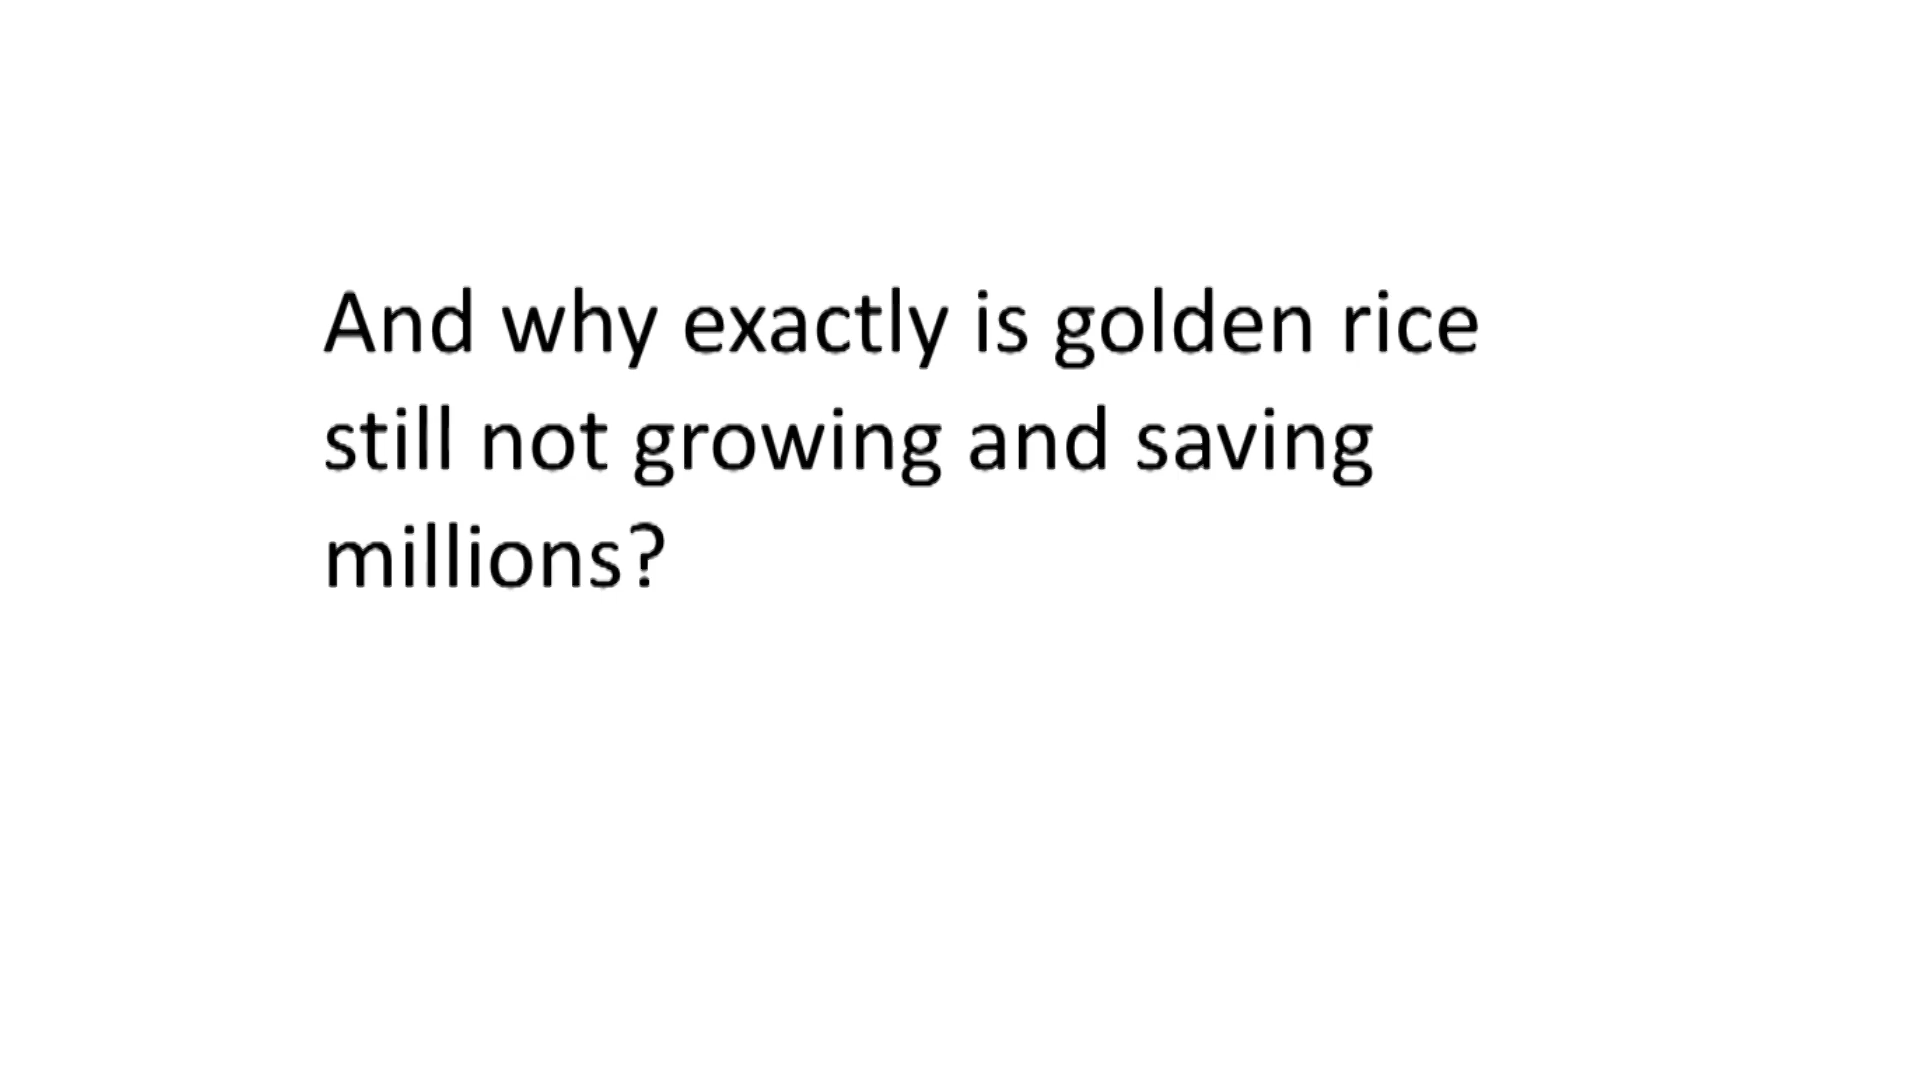 And why exactly is golden rice
still not growing and saving
millions?